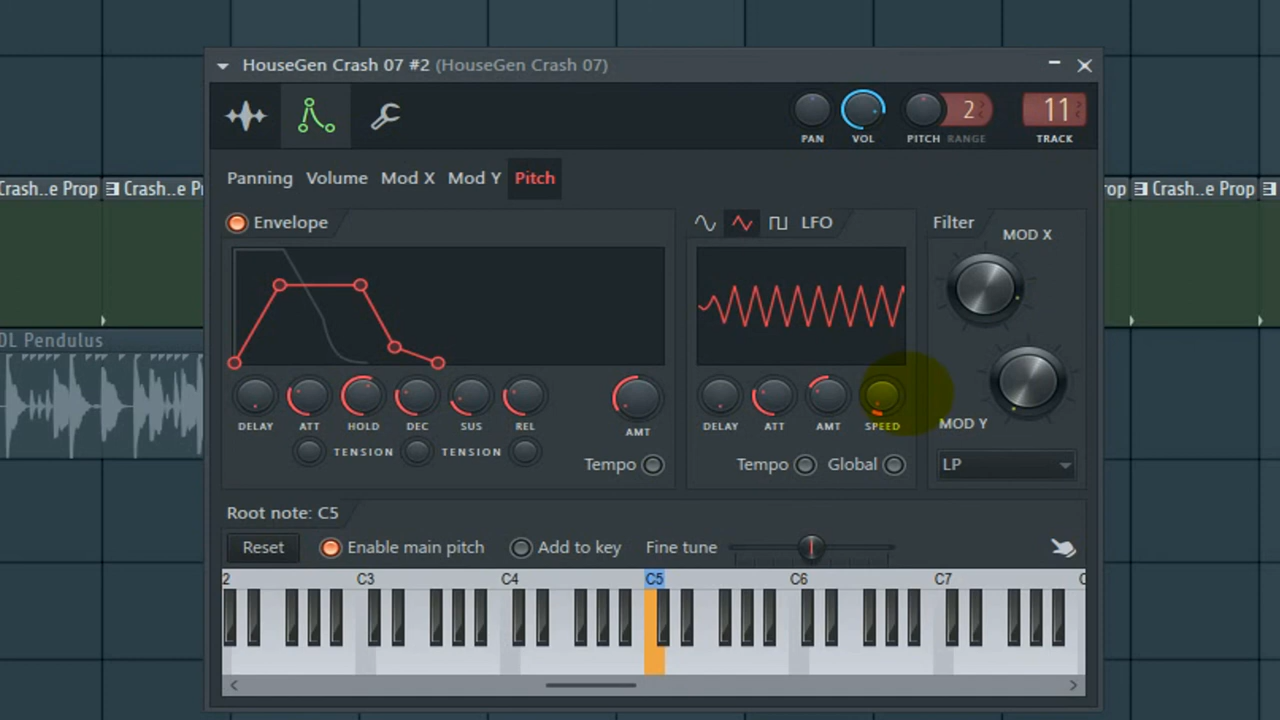 HouseGen Crash 07 #2 (HouseGen Crash 07)
2
11
PAN VOL PITCH RANGE TRACK
Panning Volume Mod X Mod Y Pitch
Crash..e Prop
Crash..e Pr
op
Crash..e Prop
Envelope
LFO
Filter
MOD X
DL Pendulus
DELAY ATT HOLD DEC SUS REL AMT
TENSION TENSION
Tempo
DELAY ATT AMT SPEED
Tempo Global
MOD Y
LP
Root note: C5
Reset Enable main pitch Add to key Fine tune
2 C3 C4 C5 C6 C7